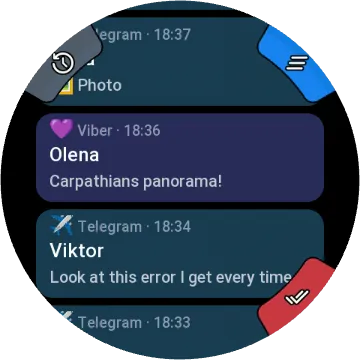 legram · 18:37
Photo
Viber · 18:36
Olena
Carpathians panorama!
Telegram · 18:34
Viktor
Look at this error I get every time
Telegram · 18:33